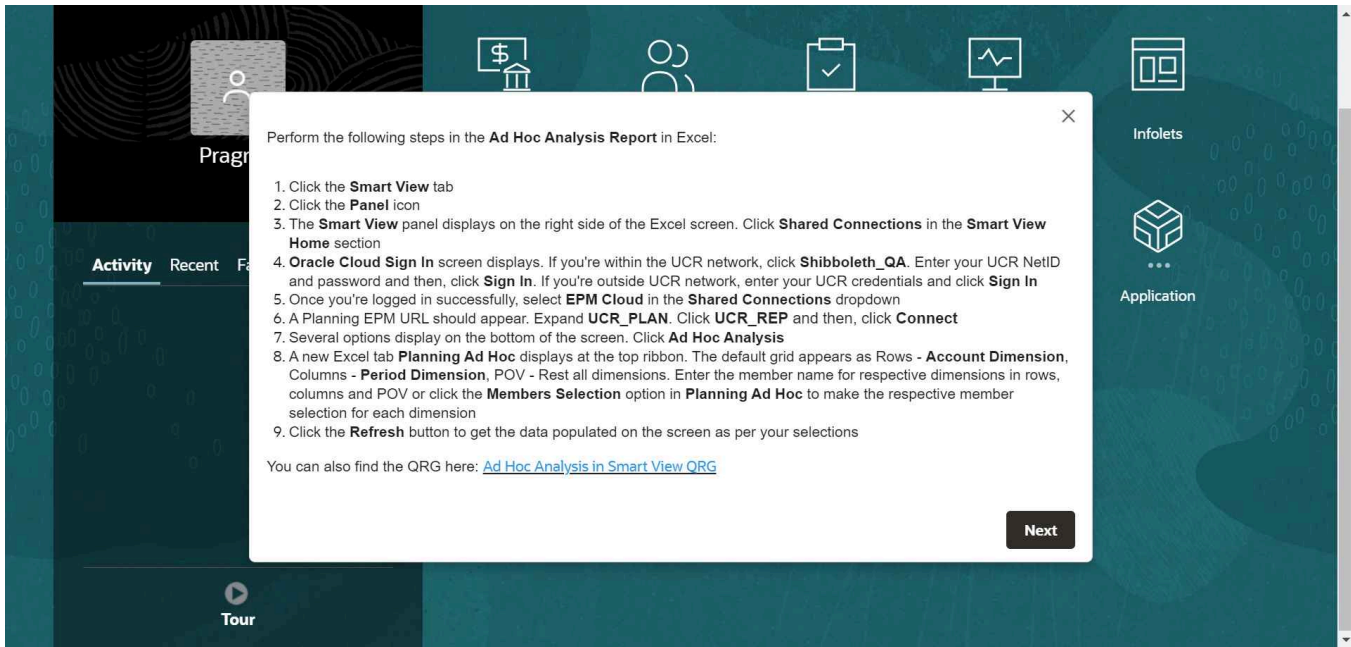 Infolets
Pragr
Activity Recent Fa
Application
Tour
Perform the following steps in the Ad Hoc Analysis Report in Excel:
1. Click the Smart View tab
2. Click the Panel icon
3. The Smart View panel displays on the right side of the Excel screen. Click Shared Connections in the Smart View
Home section
4. Oracle Cloud Sign In screen displays. If you're within the UCR network, click Shibboleth_QA. Enter your UCR NetID
and password and then, click Sign In. If you're outside UCR network, enter your UCR credentials and click Sign In
5. Once you're logged in successfully, select EPM Cloud in the Shared Connections dropdown
6. A Planning EPM URL should appear. Expand UCR_PLAN. Click UCR_REP and then, click Connect
7. Several options display on the bottom of the screen. Click Ad Hoc Analysis
8. A new Excel tab Planning Ad Hoc displays at the top ribbon. The default grid appears as Rows - Account Dimension,
Columns - Period Dimension, POV - Rest all dimensions. Enter the member name for respective dimensions in rows,
columns and POV or click the Members Selection option in Planning Ad Hoc to make the respective member
selection for each dimension
9. Click the Refresh button to get the data populated on the screen as per your selections
You can also find the QRG here: Ad Hoc Analysis in Smart View QRG
Next